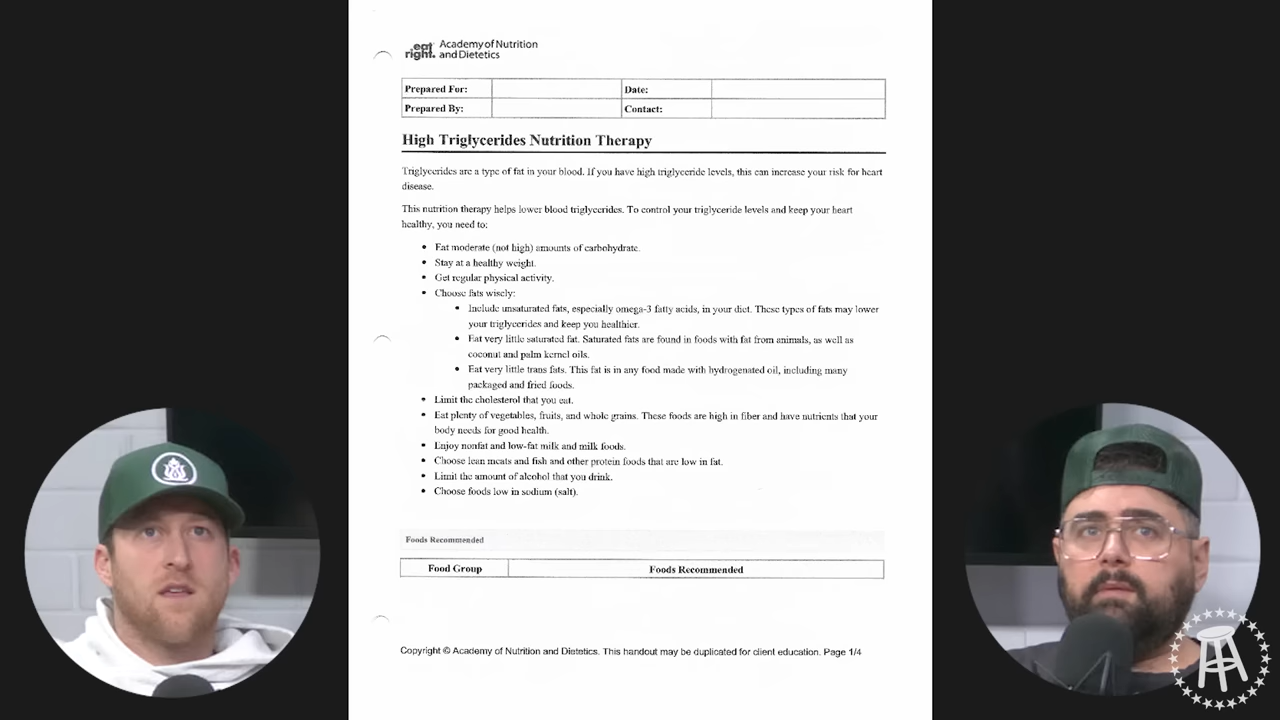 eat right. Academy of Nutrition
and Dietetics
Prepared For: Date:
Prepared By: Contact:
High Triglycerides Nutrition Therapy
Triglycerides are a type of fat in your blood. If you have high triglyceride levels, this can increase your risk for heart
disease.
This nutrition therapy helps lower blood triglycerides. To control your triglyceride levels and keep your heart
healthy, you need to:
• Eat moderate (not high) amounts of carbohydrate.
• Stay at a healthy weight.
• Get regular physical activity.
• Choose fats wisely:
• Include unsaturated fats, especially omega-3 fatty acids, in your diet. These types of fats may lower
your triglycerides and keep you healthier.
• Eat very little saturated fat. Saturated fats are found in foods with fat from animals, as well as
coconut and palm kernel oils.
• Eat very little trans fats. This fat is in any food made with hydrogenated oil, including many
packaged and fried foods.
• Limit the cholesterol that you eat.
• Eat plenty of vegetables, fruits, and whole grains. These foods are high in fiber and have nutrients that your
body needs for good health.
• Enjoy nonfat and low-fat milk and milk foods.
• Choose lean meats and fish and other protein foods that are low in fat.
• Limit the amount of alcohol that you drink.
• Choose foods low in sodium (salt).
Foods Recommended
Food Group Foods Recommended
Copyright © Academy of Nutrition and Dietetics. This handout may be duplicated for client education. Page 1/4